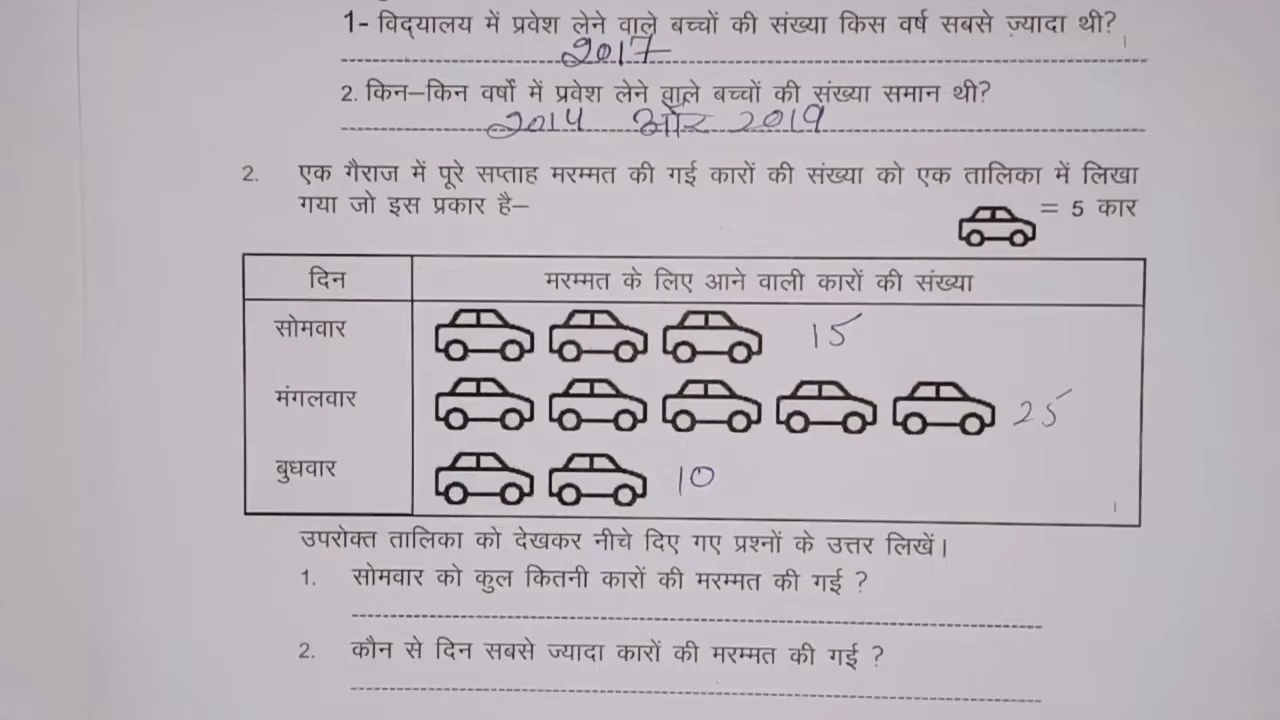 1- विद्यालय में प्रवेश लेने वाले बच्चों की संख्या किस वर्ष सबसे ज़्यादा थी?
2017
2. किन–किन वर्षो में प्रवेश लेने वाले बच्चों की संख्या समान थी?
2014 और 2019
2. एक गैराज में पूरे सप्ताह मरम्मत की गई कारों की संख्या को एक तालिका में लिखा
गया जो इस प्रकार है–
= 5 कार
दिन मरम्मत के लिए आने वाली कारों की संख्या
सोमवार 15
मंगलवार 25
बुधवार 10
उपरोक्त तालिका को देखकर नीचे दिए गए प्रश्नों के उत्तर लिखें।
1. सोमवार को कुल कितनी कारों की मरम्मत की गई ?
2. कौन से दिन सबसे ज्यादा कारों की मरम्मत की गई ?